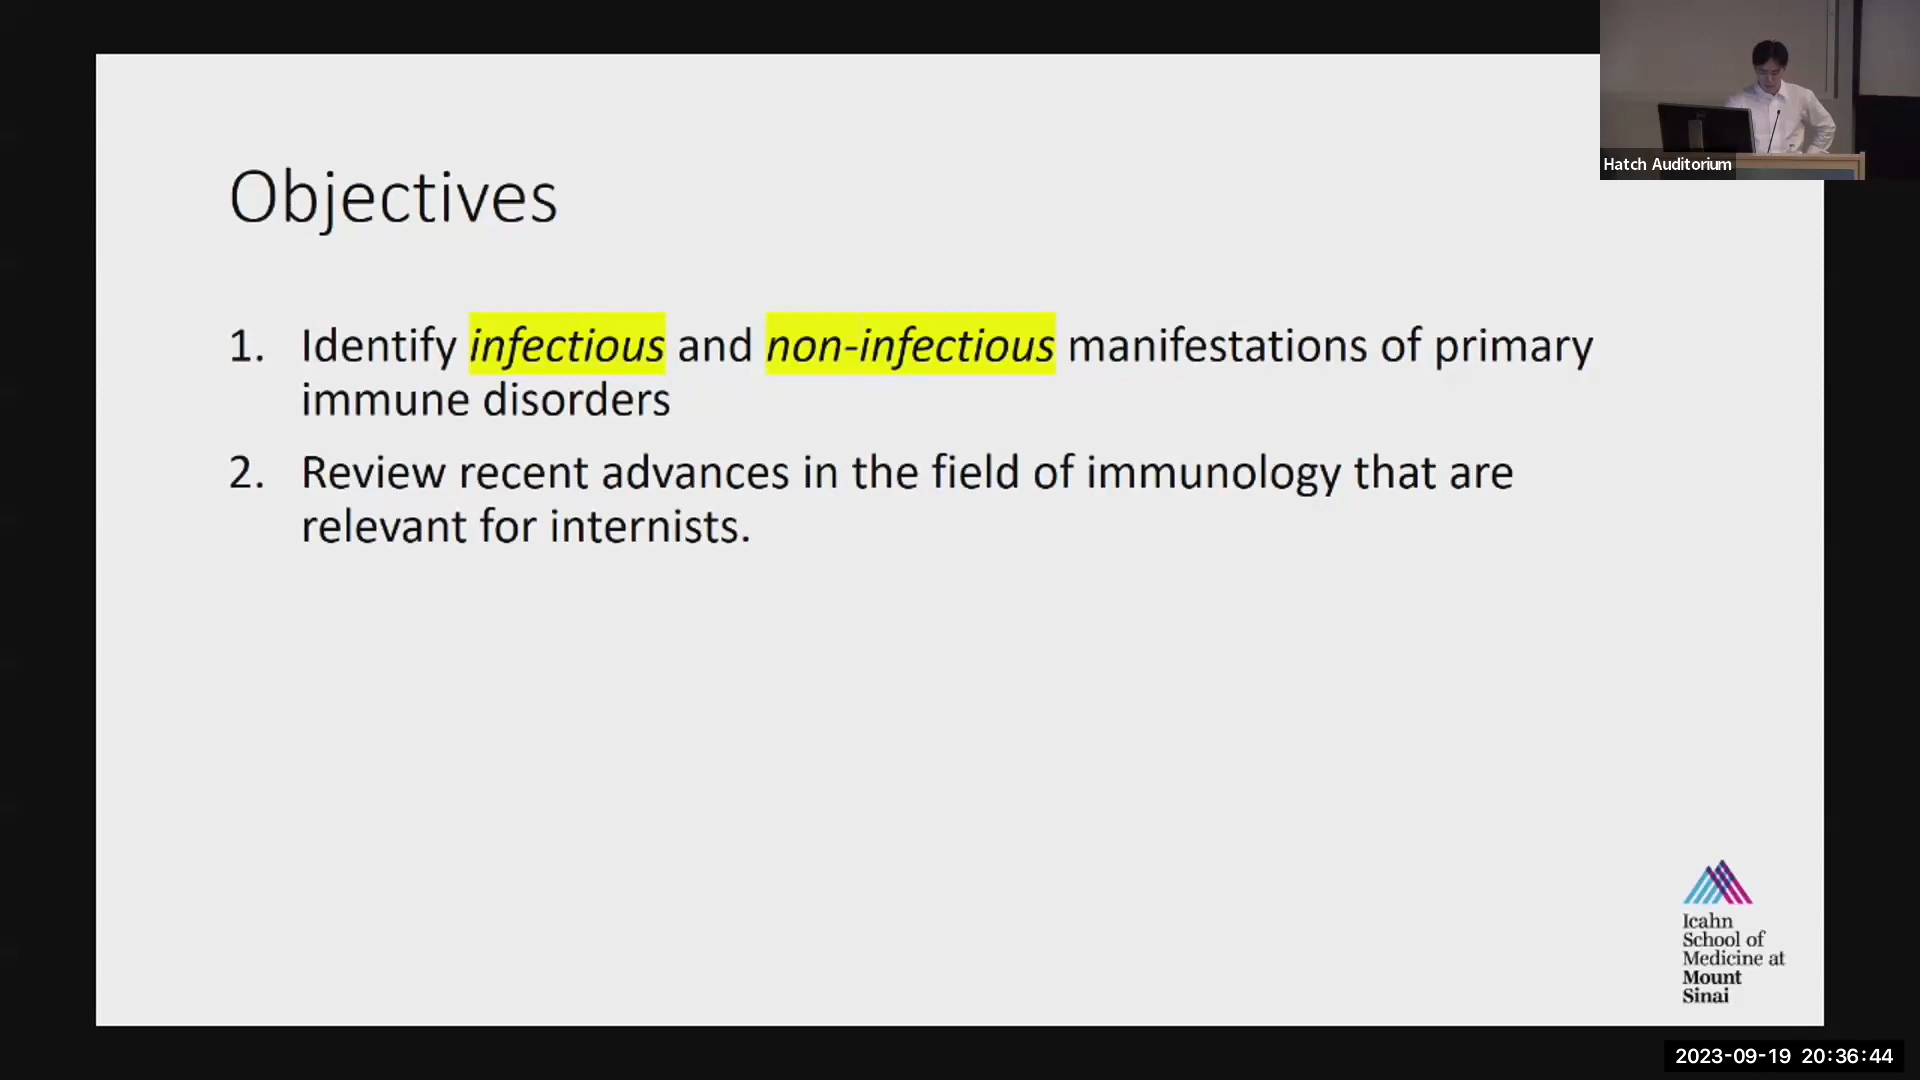 Hatch Auditorium
Objectives
1. Identify infectious and non-infectious manifestations of primary
immune disorders
2. Review recent advances in the field of immunology that are
relevant for internists.
Icahn
School of
Medicine at
Mount
Sinai
2023-09-19 20:36:44